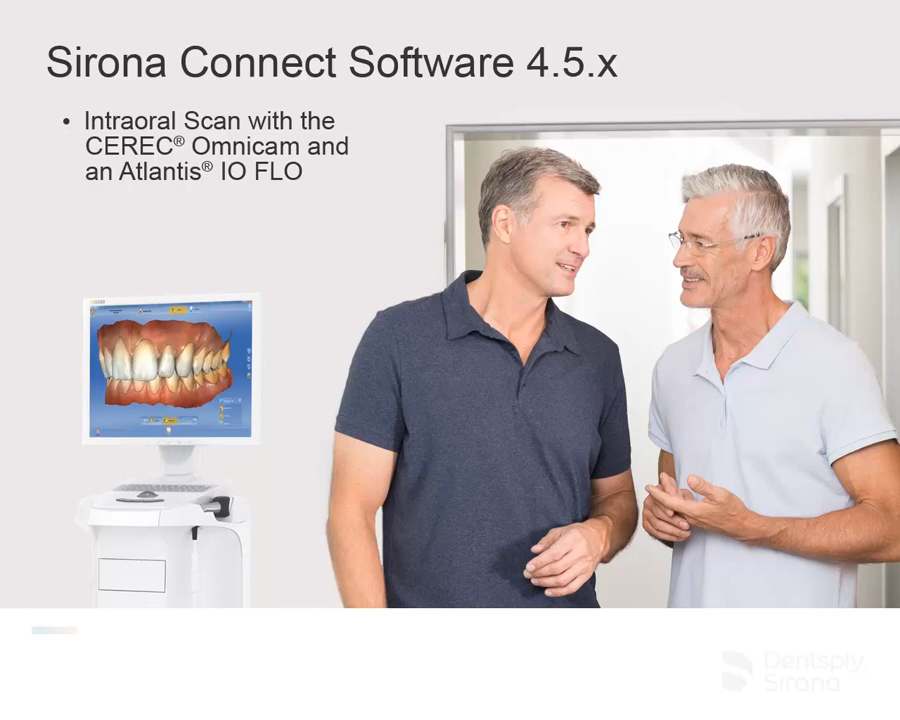 Sirona Connect Software 4.5.x
• Intraoral Scan with the
CEREC® Omnicam and
an Atlantis® IO FLO
Dentsply
Sirona